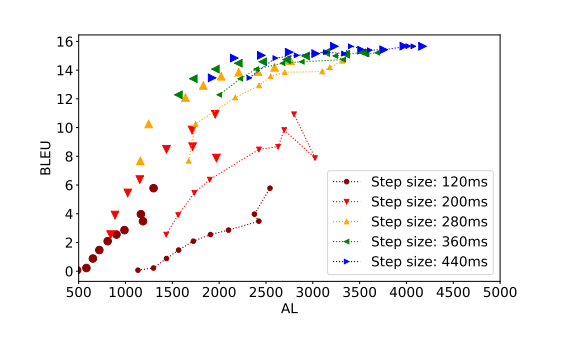 16
14
12
10
8
6
4
2
0
BLEU
500 1000 1500 2000 2500 3000 3500 4000 4500 5000
AL
Step size: 120ms
Step size: 200ms
Step size: 280ms
Step size: 360ms
Step size: 440ms